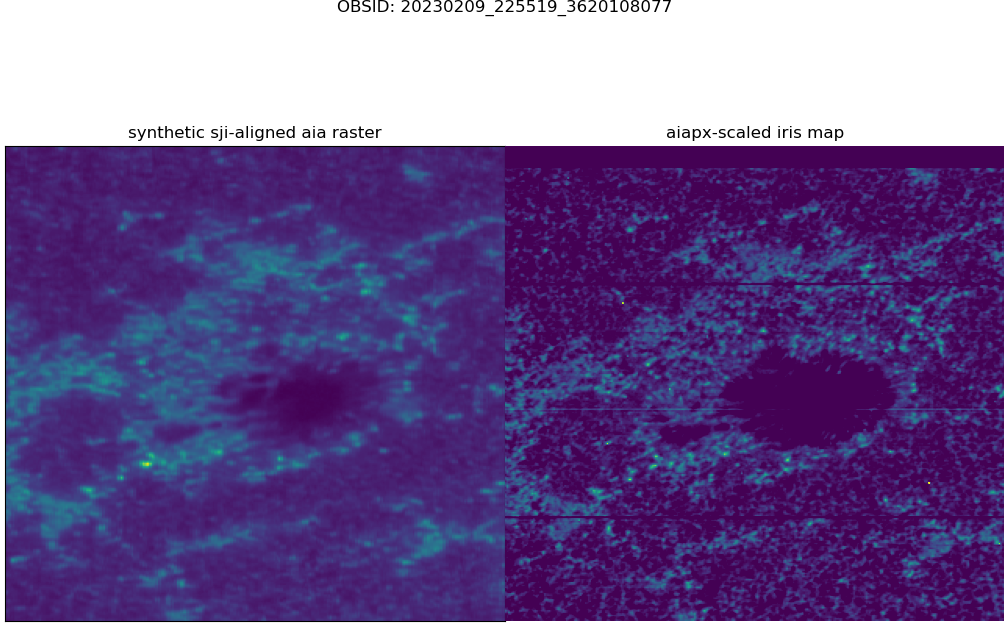 OBSID: 20230209_225519_3620108077
synthetic sji-aligned aia raster
aiapx-scaled iris map